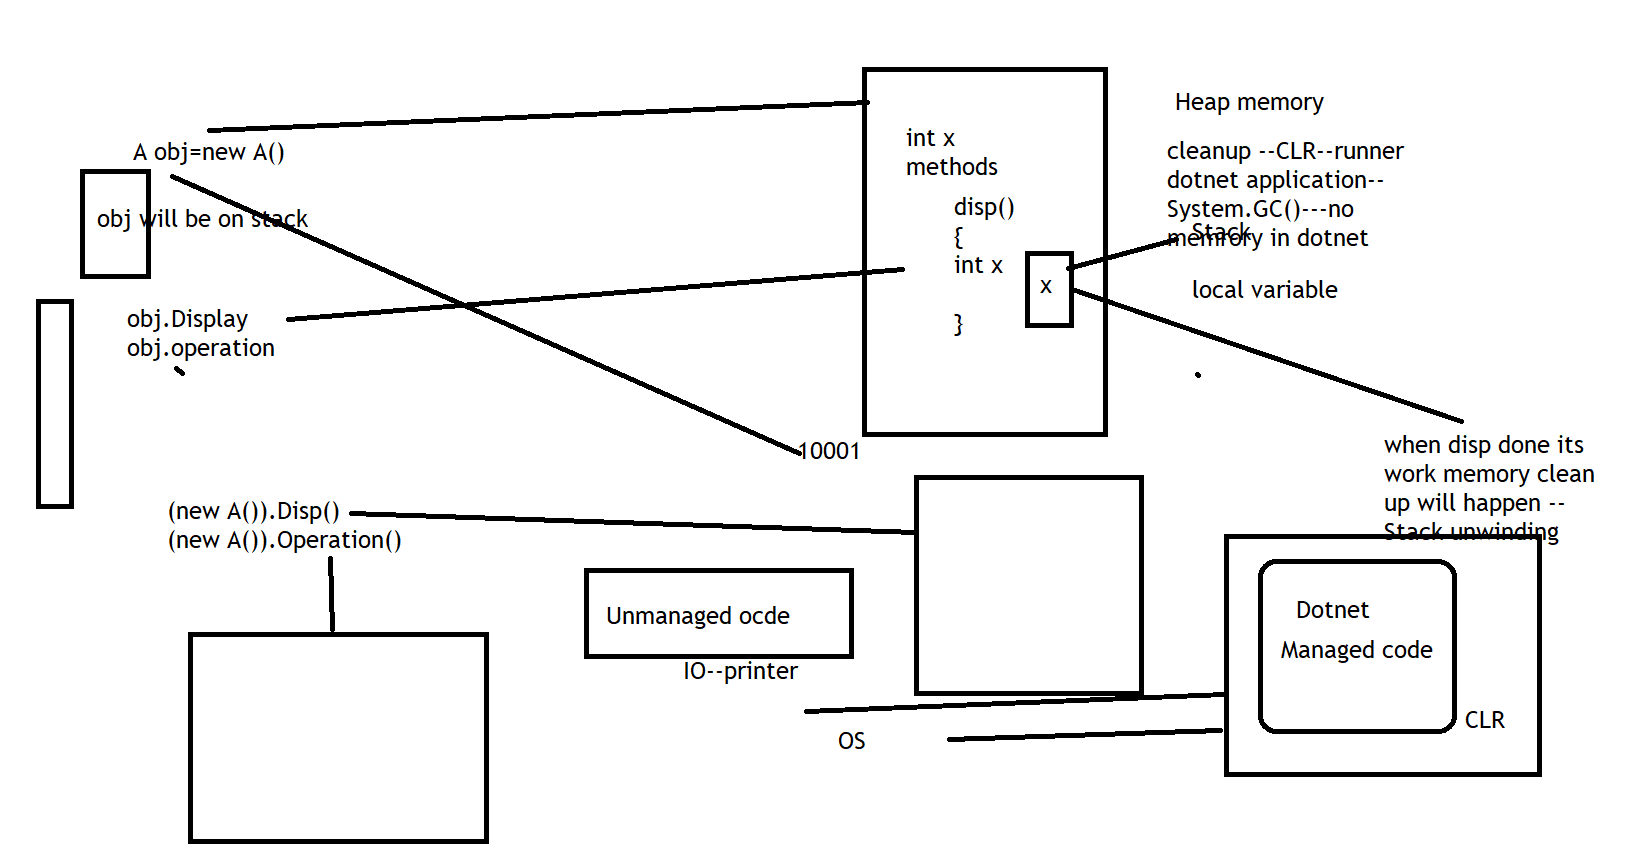 A obj=new A()
obj will be on stack
obj.Display
obj.operation
(new A()).Disp()
(new A()).Operation()
int x
methods
disp()
{
int x
}
x
10001
Heap memory
cleanup --CLR--runner
dotnet application--
System.GC()---no
memroy in dotnet
Stack
local variable
when disp done its
work memory clean
up will happen --
Stack unwinding
Unmanaged ocde
IO--printer
OS
Dotnet
Managed code
CLR